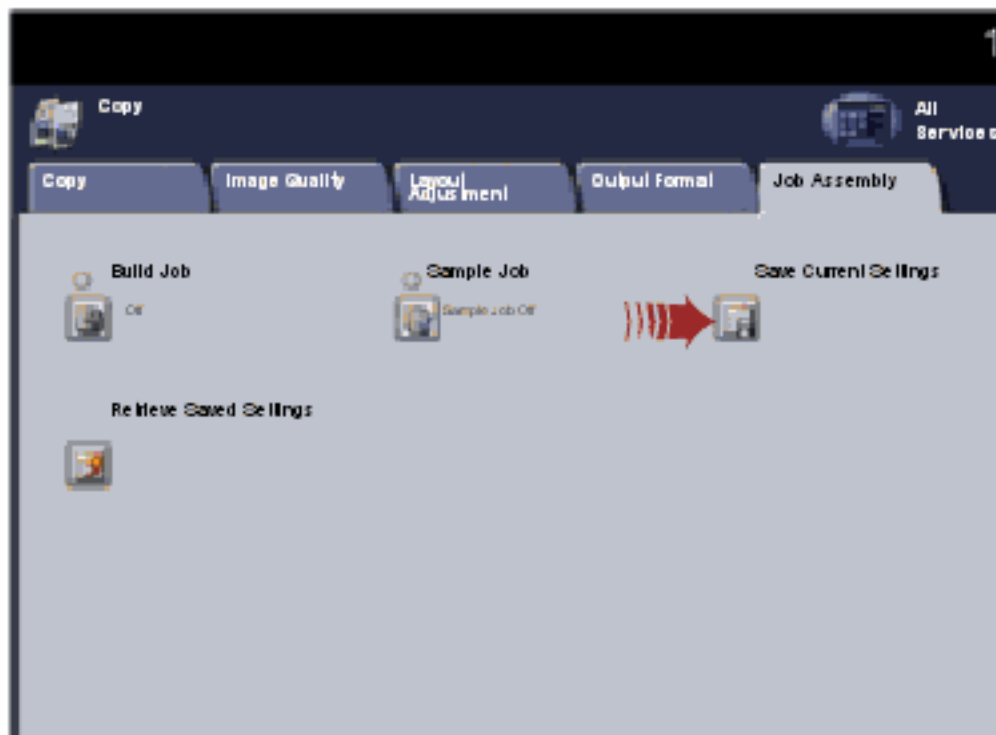 1
Copy
All
Services
Copy
Image Quality
Layout
Adjustment
Output Format
Job Assembly
Build Job
Off
Sample Job
Sample Job Off
Save Current Settings
Retrieve Saved Settings